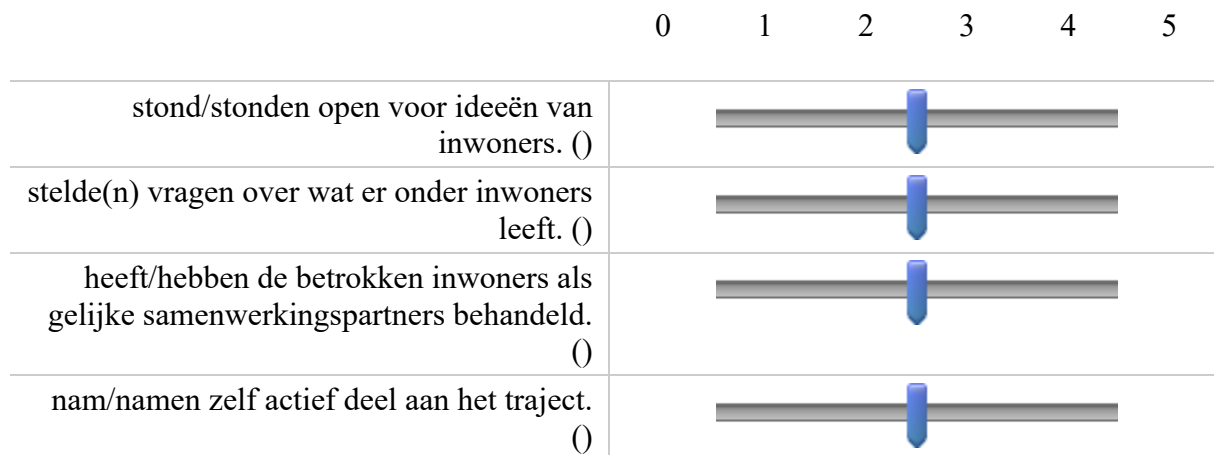 0 1 2 3 4 5
stond/stonden open voor ideeën van
inwoners. ()
stelde(n) vragen over wat er onder inwoners
leeft. ()
heeft/hebben de betrokken inwoners als
gelijke samenwerkingspartners behandeld.
()
nam/namen zelf actief deel aan het traject.
()